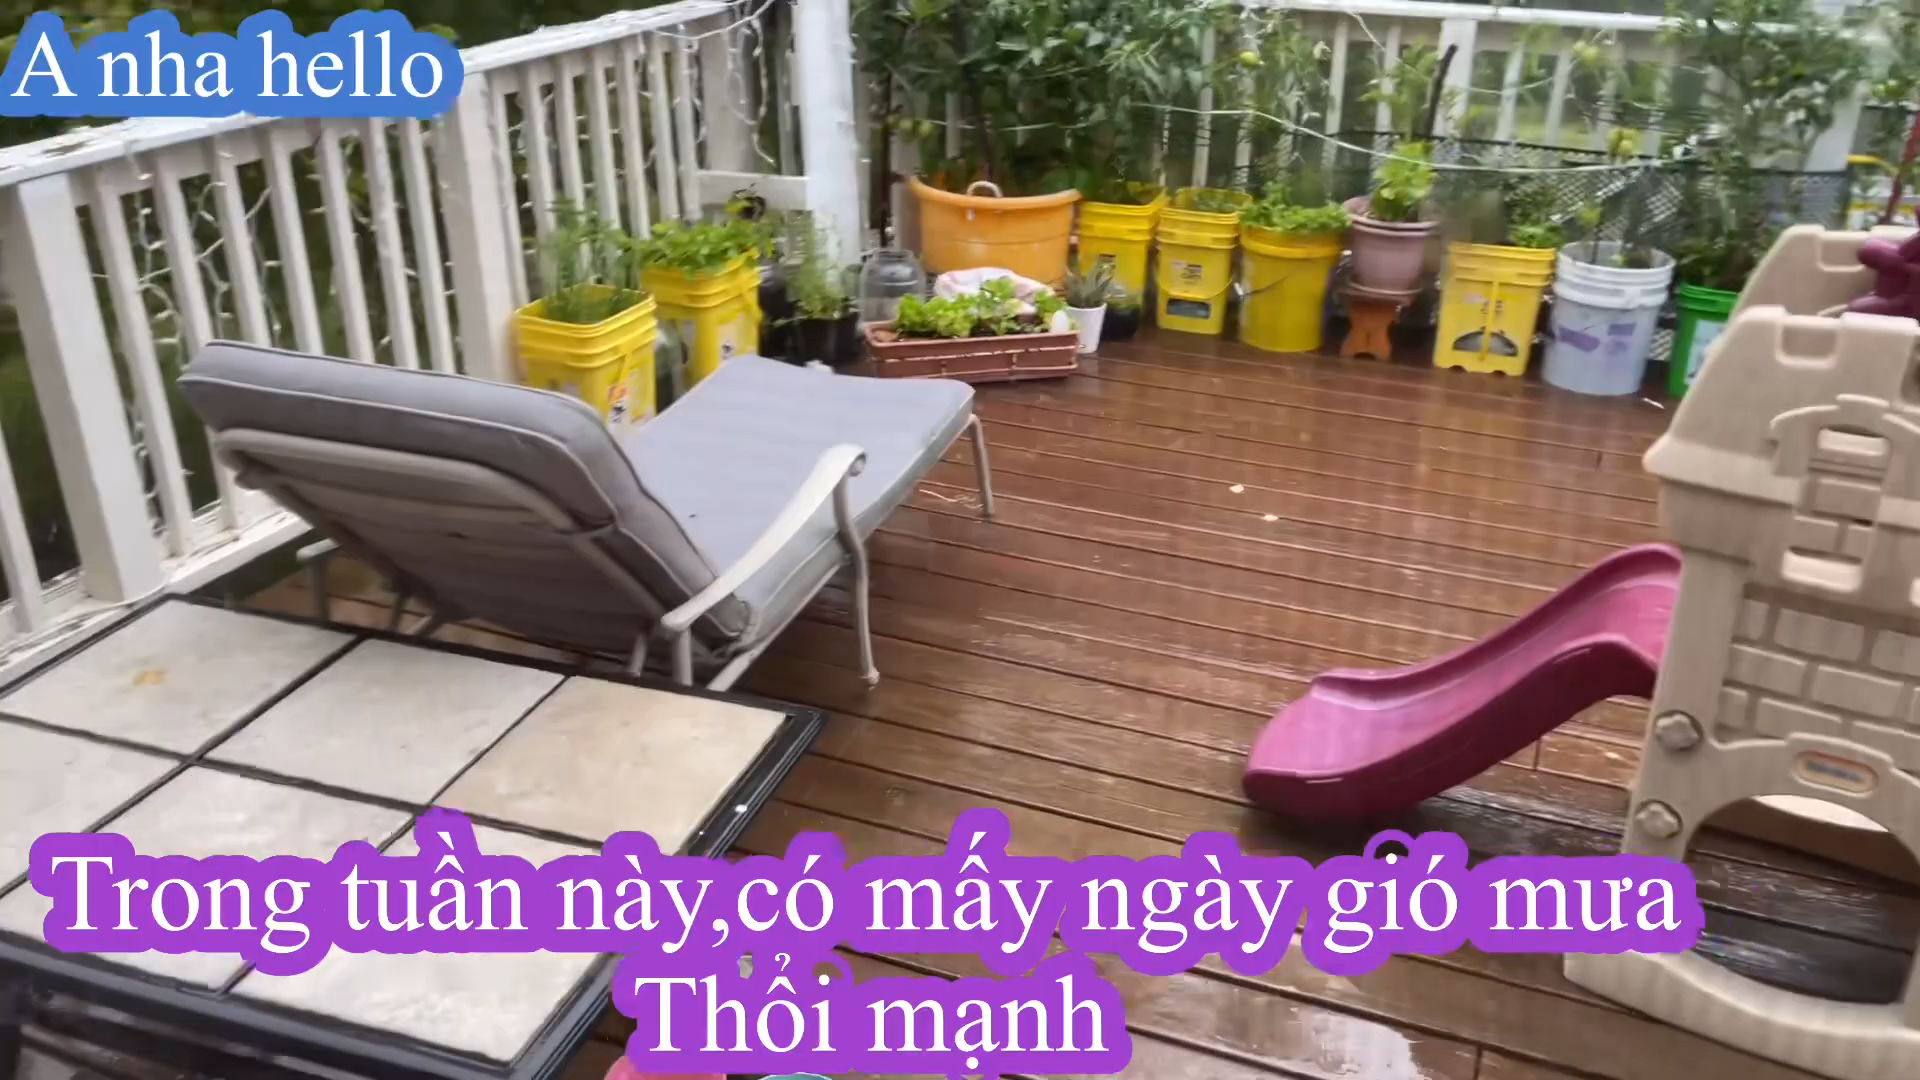 A nha hello
Trong tuần này,có mấy ngày gió mưa
Thổi mạnh